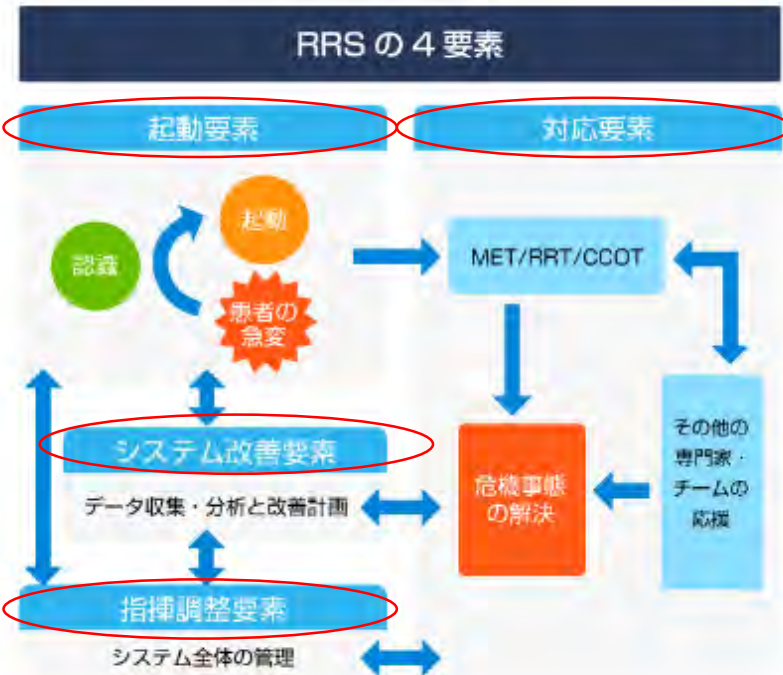 RRS の 4 要素
起動要素
対応要素
認識
起動
患者の
急変
MET/RRT/CCOT
システム改善要素
データ収集・分析と改善計画
危機事態
の解決
その他の
専門家・
チームの
応援
指揮調整要素
システム全体の管理